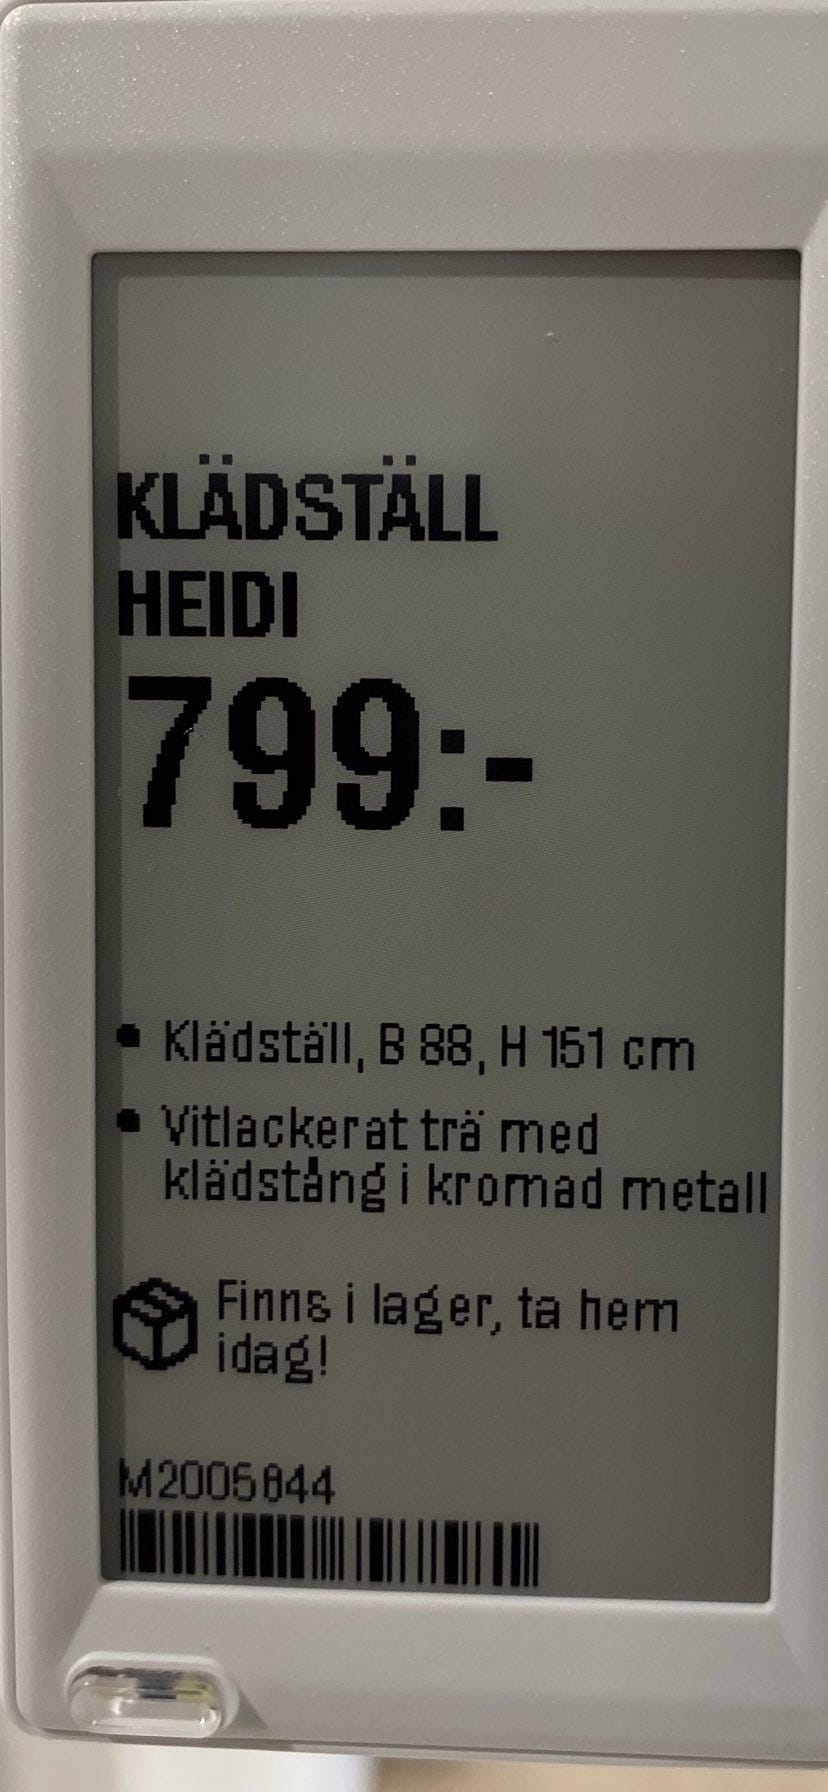 KLÄDSTÄLL
HEIDI
799:-
• Klädställ, B 88, H 151 cm
• Vitlackerat trä med
klädstång i kromad metall
Finns i lager, ta hem
idag!
M2005844